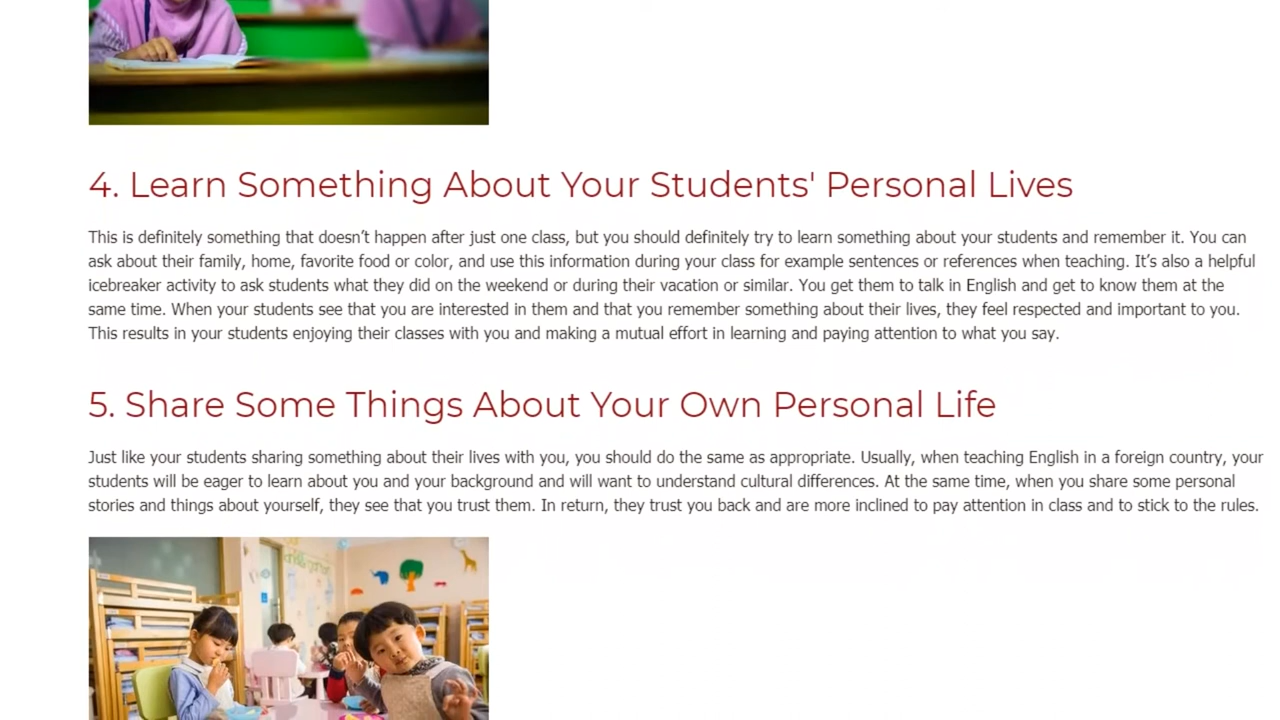 4. Learn Something About Your Students' Personal Lives
This is definitely something that doesn’t happen after just one class, but you should definitely try to learn something about your students and remember it. You can
ask about their family, home, favorite food or color, and use this information during your class for example sentences or references when teaching. It’s also a helpful
icebreaker activity to ask students what they did on the weekend or during their vacation or similar. You get them to talk in English and get to know them at the
same time. When your students see that you are interested in them and that you remember something about their lives, they feel respected and important to you.
This results in your students enjoying their classes with you and making a mutual effort in learning and paying attention to what you say.
5. Share Some Things About Your Own Personal Life
Just like your students sharing something about their lives with you, you should do the same as appropriate. Usually, when teaching English in a foreign country, your
students will be eager to learn about you and your background and will want to understand cultural differences. At the same time, when you share some personal
stories and things about yourself, they see that you trust them. In return, they trust you back and are more inclined to pay attention in class and to stick to the rules.